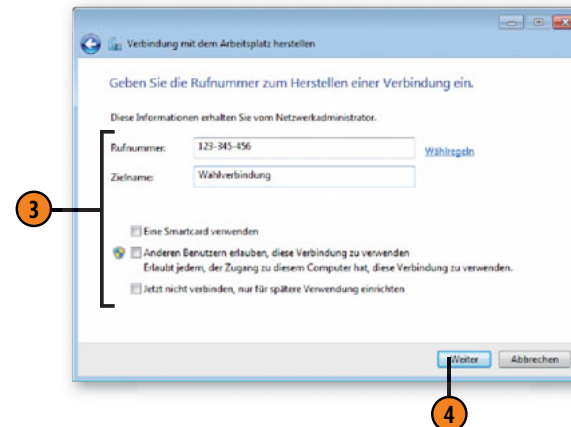 Verbindung mit dem Arbeitsplatz herstellen
Geben Sie die Rufnummer zum Herstellen einer Verbindung ein.
Diese Informationen erhalten Sie vom Netzwerkadministrator.
Rufnummer: 123-345-456 Wählregeln
Zielname: Wählverbindung
3
Eine Smartcard verwenden
Anderen Benutzern erlauben, diese Verbindung zu verwenden
Erlaubt jedem, der Zugang zu diesem Computer hat, diese Verbindung zu verwenden.
Jetzt nicht verbinden, nur für spätere Verwendung einrichten
Weiter Abbrechen
4